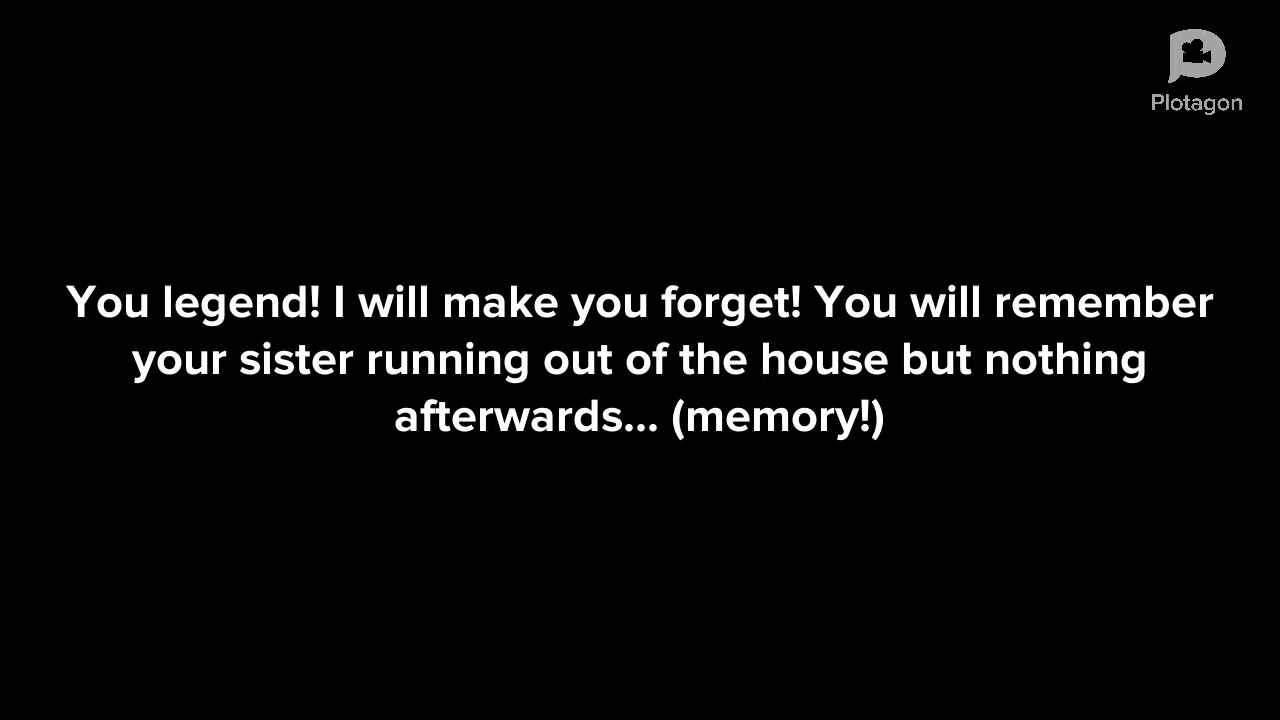 Plotagon
You legend! I will make you forget! You will remember
your sister running out of the house but nothing
afterwards... (memory!)